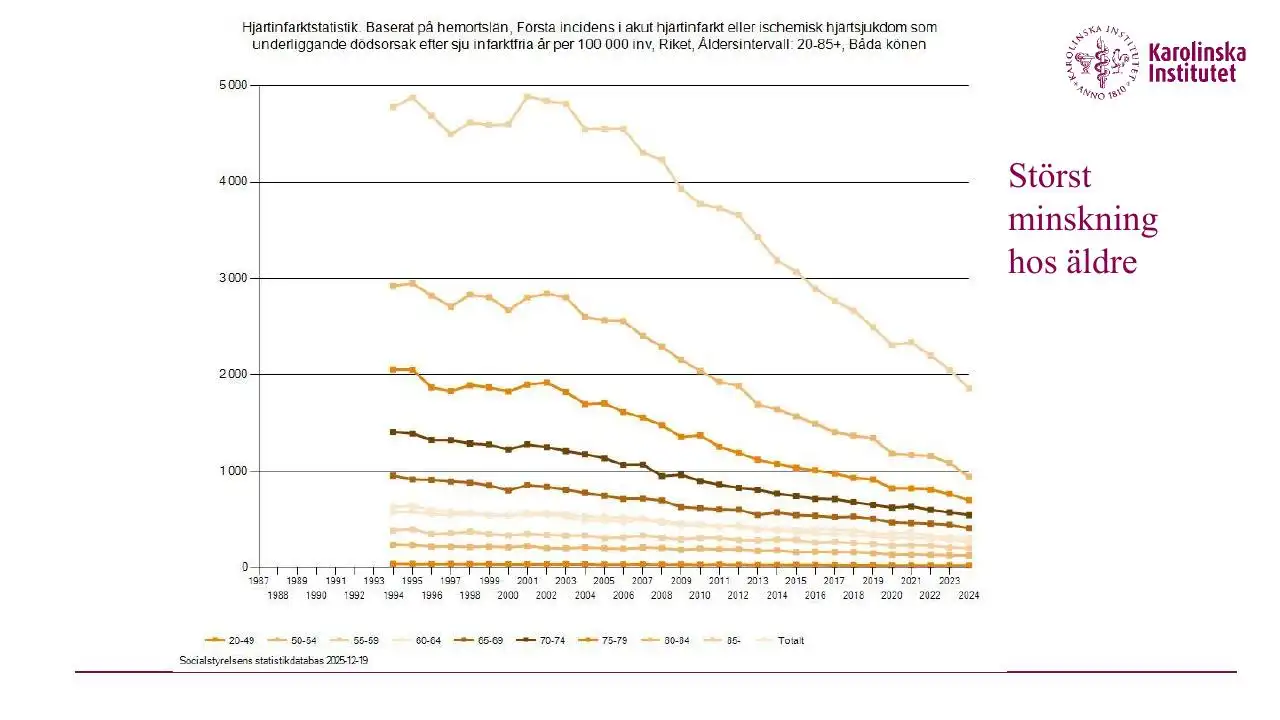 Hjärtinfarktstatistik. Baserat på hemortslän, Första incidens i akut hjärtinfarkt eller ischemisk hjärtsjukdom som
underliggande dödsorsak efter sju infarktfria år per 100 000 inv, Riket, Åldersintervall: 20-85+, Båda könen
KAROLINSKA INSTITUTET ANNO 1810
Karolinska
Institutet
Störst
minskning
hos äldre
5 000
4 000
3 000
2 000
1 000
0
1987 1989 1991 1993 1995 1997 1999 2001 2003 2005 2007 2009 2011 2013 2015 2017 2019 2021 2023
1988 1990 1992 1994 1996 1998 2000 2002 2004 2006 2008 2010 2012 2014 2016 2018 2020 2022 2024
20-49 50-54 55-59 60-64 65-69 70-74 75-79 80-84 85- Totalt
Socialstyrelsens statistikdatabas 2025-12-19